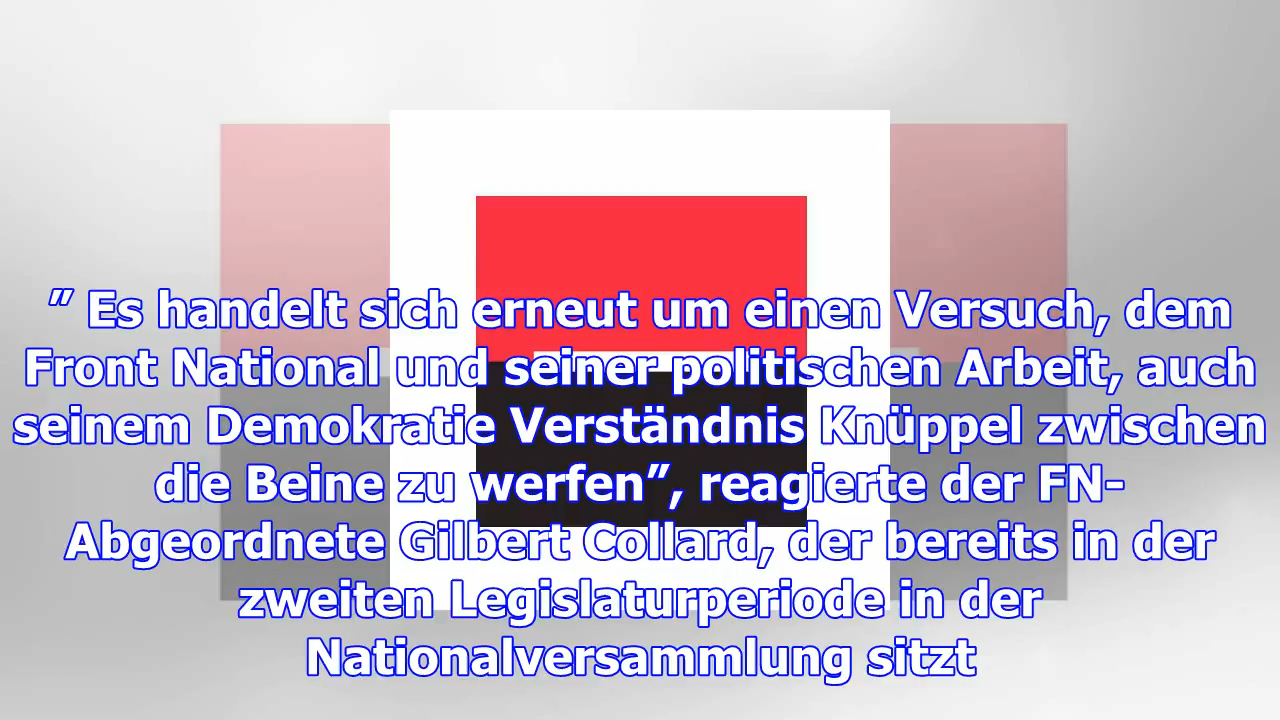 ” Es handelt sich erneut um einen Versuch, dem
Front National und seiner politischen Arbeit, auch
seinem Demokratie Verständnis Knüppel zwischen
die Beine zu werfen”, reagierte der FN-
Abgeordnete Gilbert Collard, der bereits in der
zweiten Legislaturperiode in der
Nationalversammlung sitzt